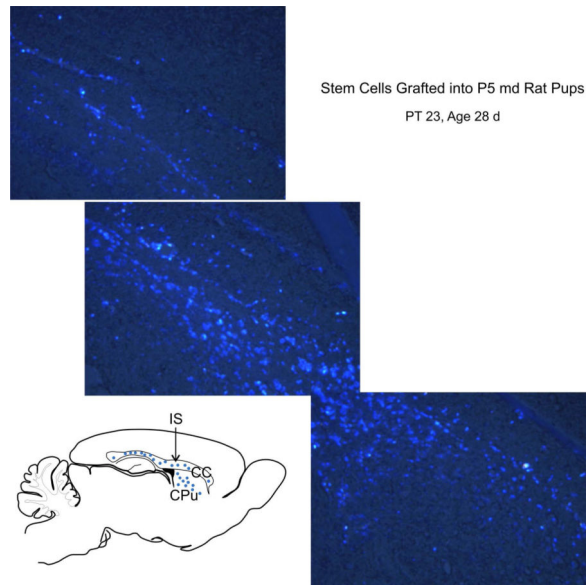 Stem Cells Grafted into P5 md Rat Pups
PT 23, Age 28 d
IS
CC
CPu